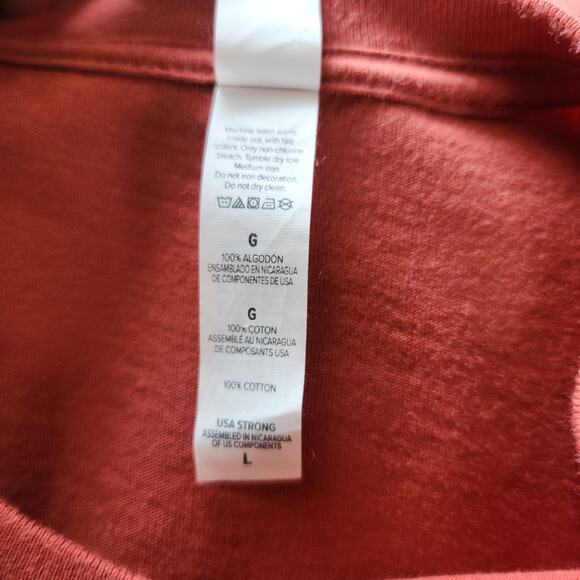 Machine wash warm
inside out, with like
colors. Only non-chlorine
bleach. Tumble dry low
Medium iron.
Do not iron decoration.
Do not dry clean.
G
100% ALGODÓN
ENSAMBLADO EN NICARAGUA
DE COMPONENTES DE USA
G
100% COTON
ASSEMBLÉ AU NICARAGUA
DE COMPOSANTS USA
100% COTTON
USA STRONG
ASSEMBLED IN NICARAGUA
OF US COMPONENTS
L